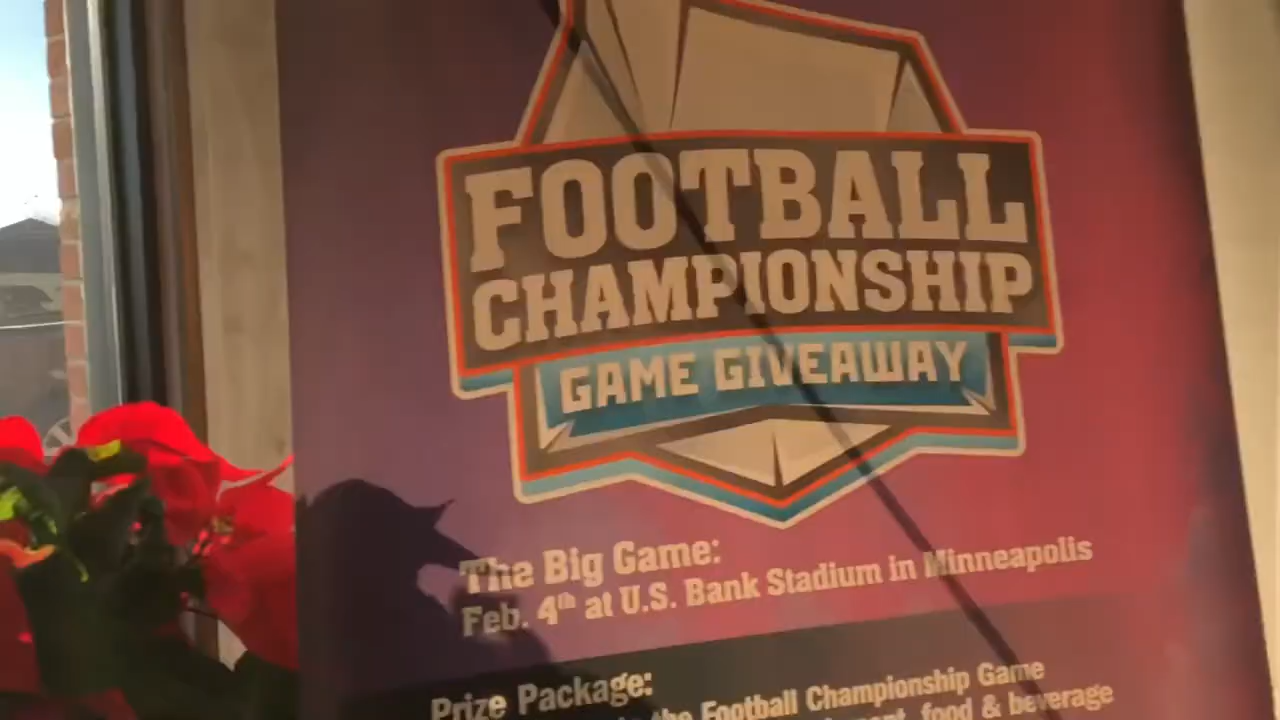 FOOTBALL
CHAMPIONSHIP
GAME GIVEAWAY
The Big Game:
Feb. 4th at U.S. Bank Stadium in Minneapolis
Prize Package:
the Football Championship Game
food & beverage